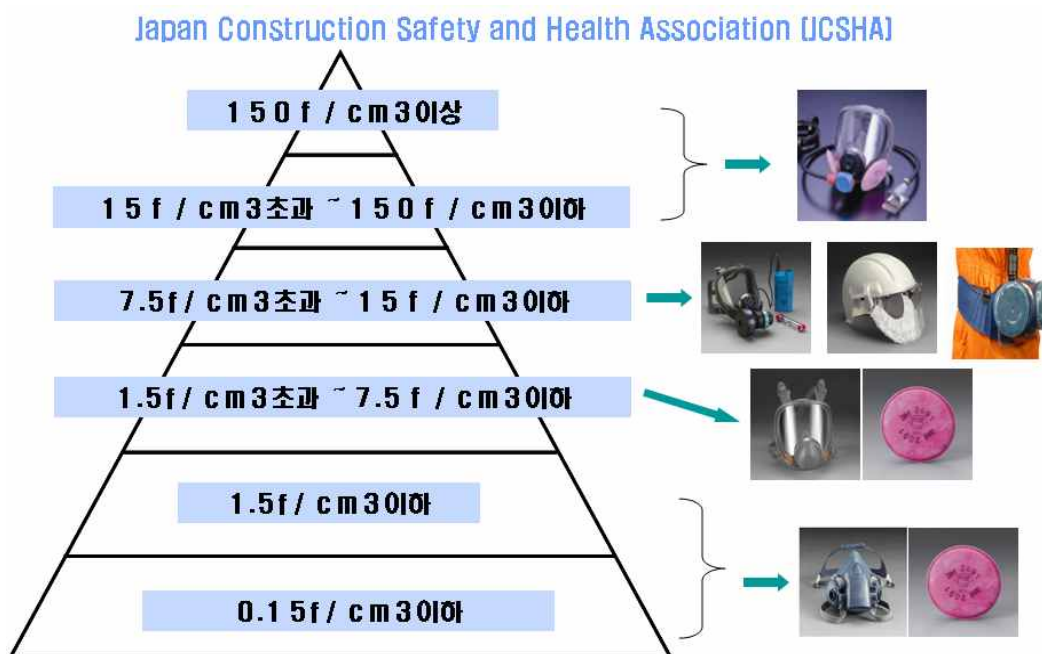 Japan Construction Safety and Health Association (JCSHA)
150f/cm3이상
15f/cm3초과 ~150f/cm3이하
7.5f/cm3초과 ~15f/cm3이하
1.5f/cm3초과 ~7.5f/cm3이하
1.5f/cm3이하
0.15f/cm3이하